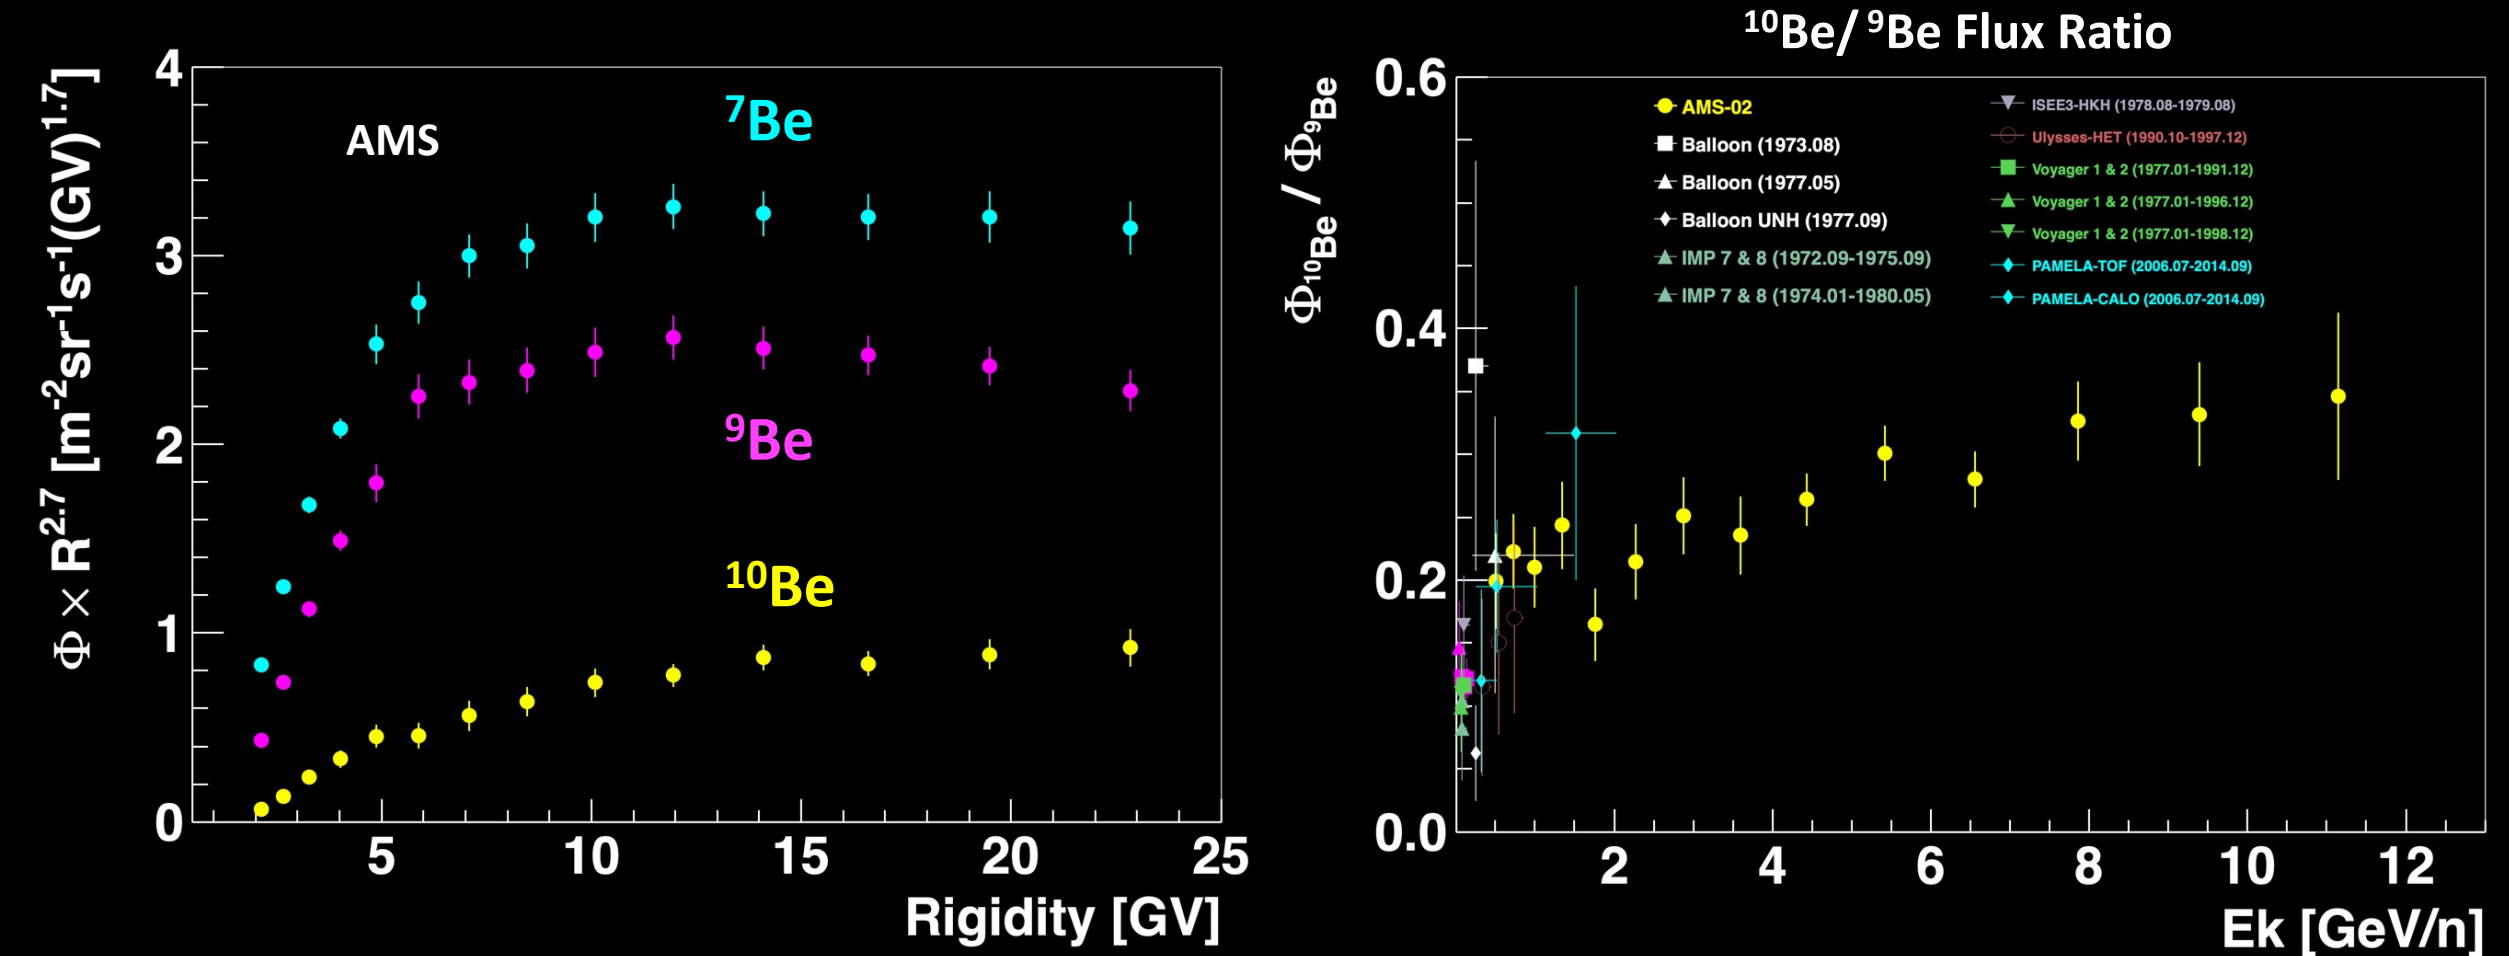 ¹⁰Be/ ⁹Be Flux Ratio
Φ × R²·⁷ [m⁻²sr⁻¹s⁻¹(GV)¹·⁷]
4
3
2
1
0
AMS
⁷Be
⁹Be
¹⁰Be
5 10 15 20 25
Rigidity [GV]
Φ¹⁰Be / Φ⁹Be
0.6
0.4
0.2
0.0
AMS-02
Balloon (1973.08)
Balloon (1977.05)
Balloon UNH (1977.09)
IMP 7 & 8 (1972.09-1975.09)
IMP 7 & 8 (1974.01-1980.05)
ISEE3-HKH (1978.08-1979.08)
Ulysses-HET (1990.10-1997.12)
Voyager 1 & 2 (1977.01-1991.12)
Voyager 1 & 2 (1977.01-1996.12)
Voyager 1 & 2 (1977.01-1998.12)
PAMELA-TOF (2006.07-2014.09)
PAMELA-CALO (2006.07-2014.09)
2 4 6 8 10 12
Ek [GeV/n]